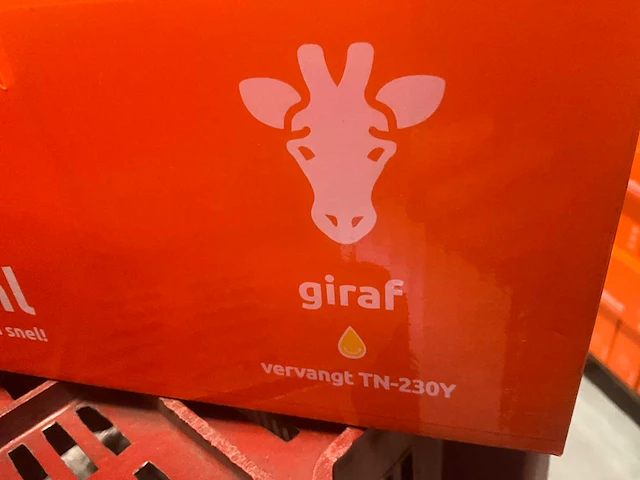 snel!
giraf
vervangt TN-230Y